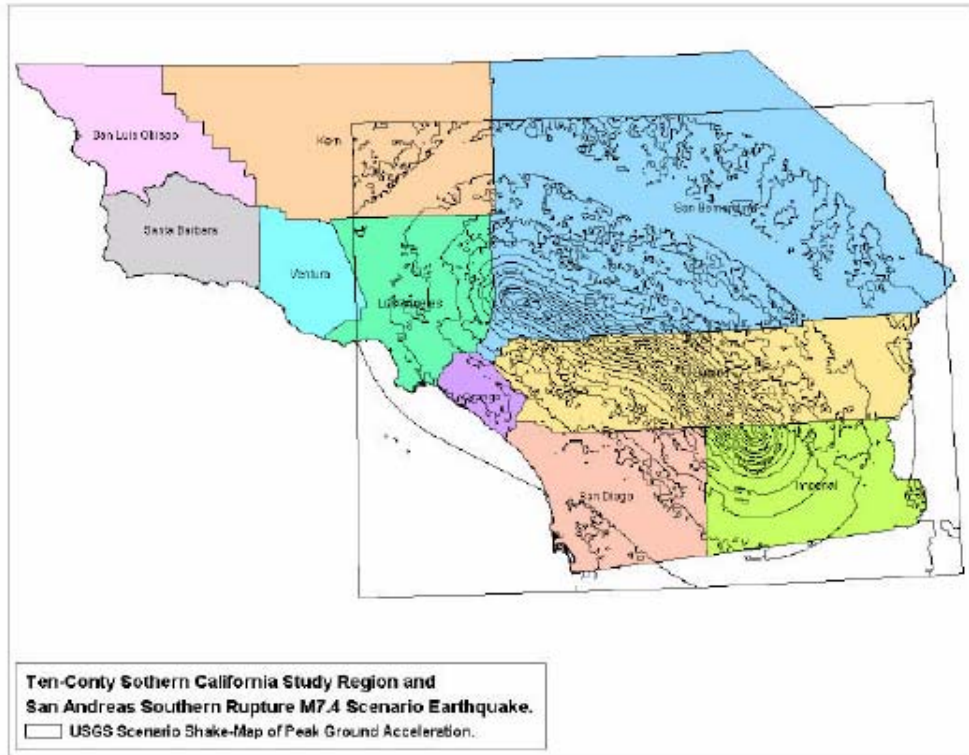 San Luis Obispo
Kern
San Bernardino
Santa Barbara
Ventura
Los Angeles
Orange
San Diego
Imperial
Ten-Conty Sothern California Study Region and
San Andreas Southern Rupture M7.4 Scenario Earthquake.
USGS Scenario Shake-Map of Peak Ground Acceleration.